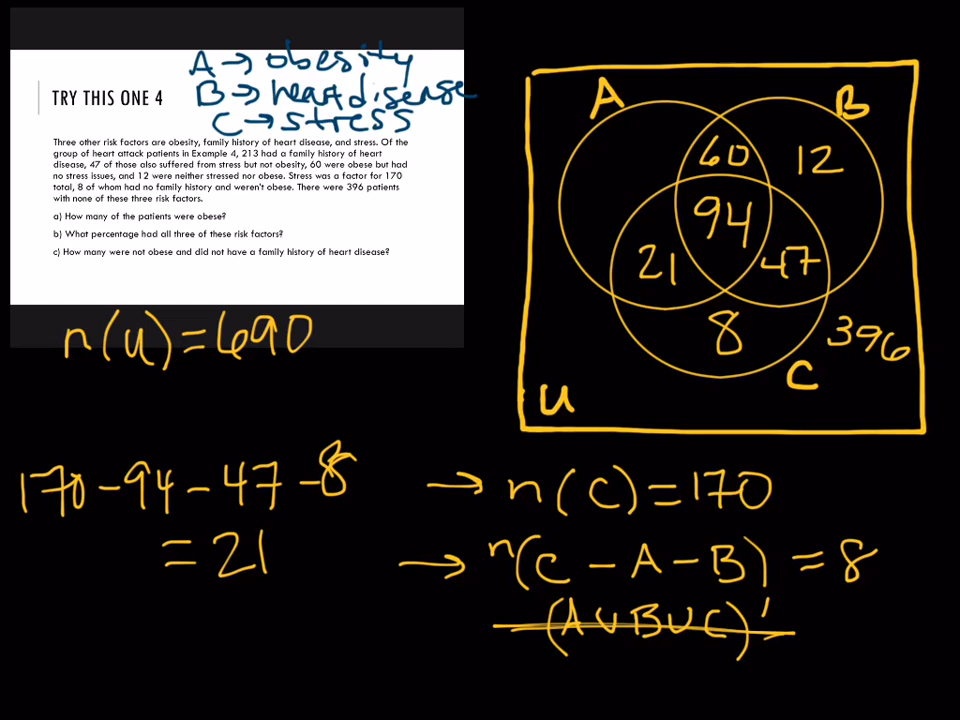 A → obesity
B → heart disease
C → stress
TRY THIS ONE 4
Three other risk factors are obesity, family history of heart disease, and stress. Of the
group of heart attack patients in Example 4, 213 had a family history of heart
disease, 47 of those also suffered from stress but not obesity, 60 were obese but had
no stress issues, and 12 were neither stressed nor obese. Stress was a factor for 170
total, 8 of whom had no family history and weren't obese. There were 396 patients
with none of these three risk factors.
a) How many of the patients were obese?
b) What percentage had all three of these risk factors?
c) How many were not obese and did not have a family history of heart disease?
n(u) = 690
A
B
60
12
94
21
47
8
396
C
u
170 - 94 - 47 - 8
= 21
→ n(C) = 170
→ n(C - A - B) = 8
(A ∪ B ∪ C)'